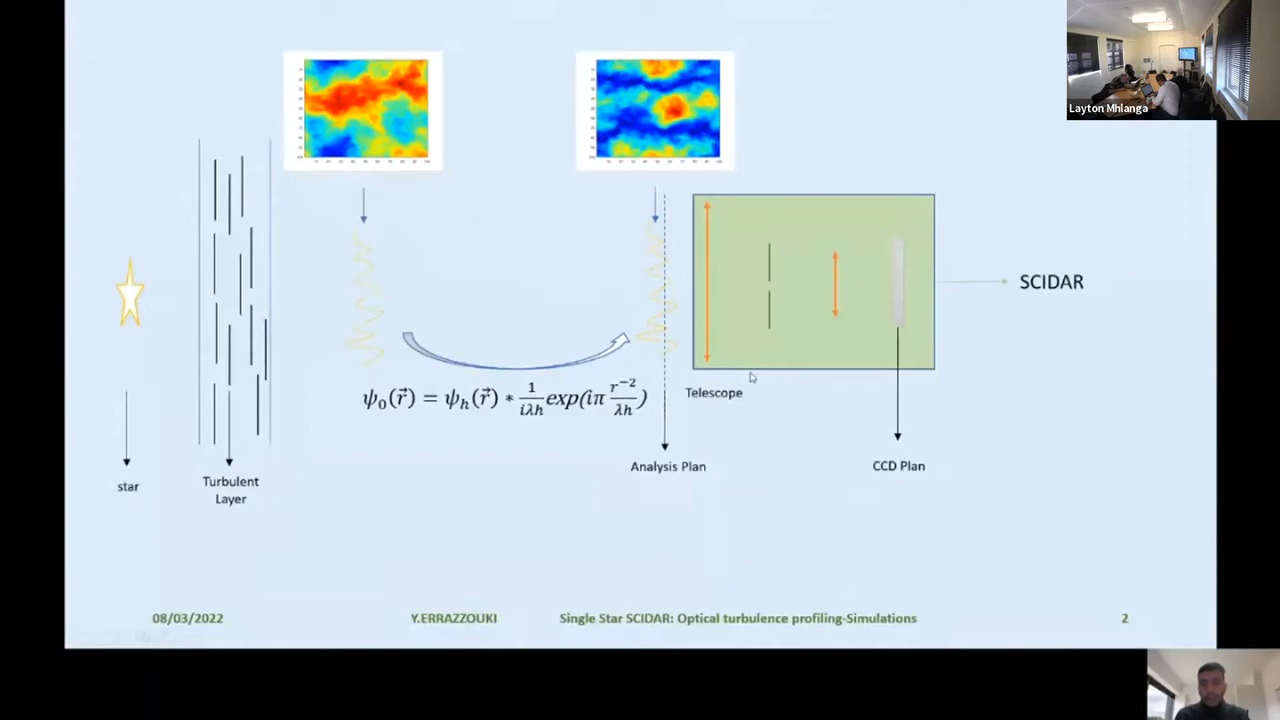 Layton Mhlanga
SCIDAR
ψ₀(r⃗) = ψₕ(r⃗) * 1/iλh exp(iπ r⁻²/λh)
Telescope
Analysis Plan
CCD Plan
star
Turbulent
Layer
08/03/2022 Y.ERRAZZOUKI Single Star SCIDAR: Optical turbulence profiling-Simulations 2